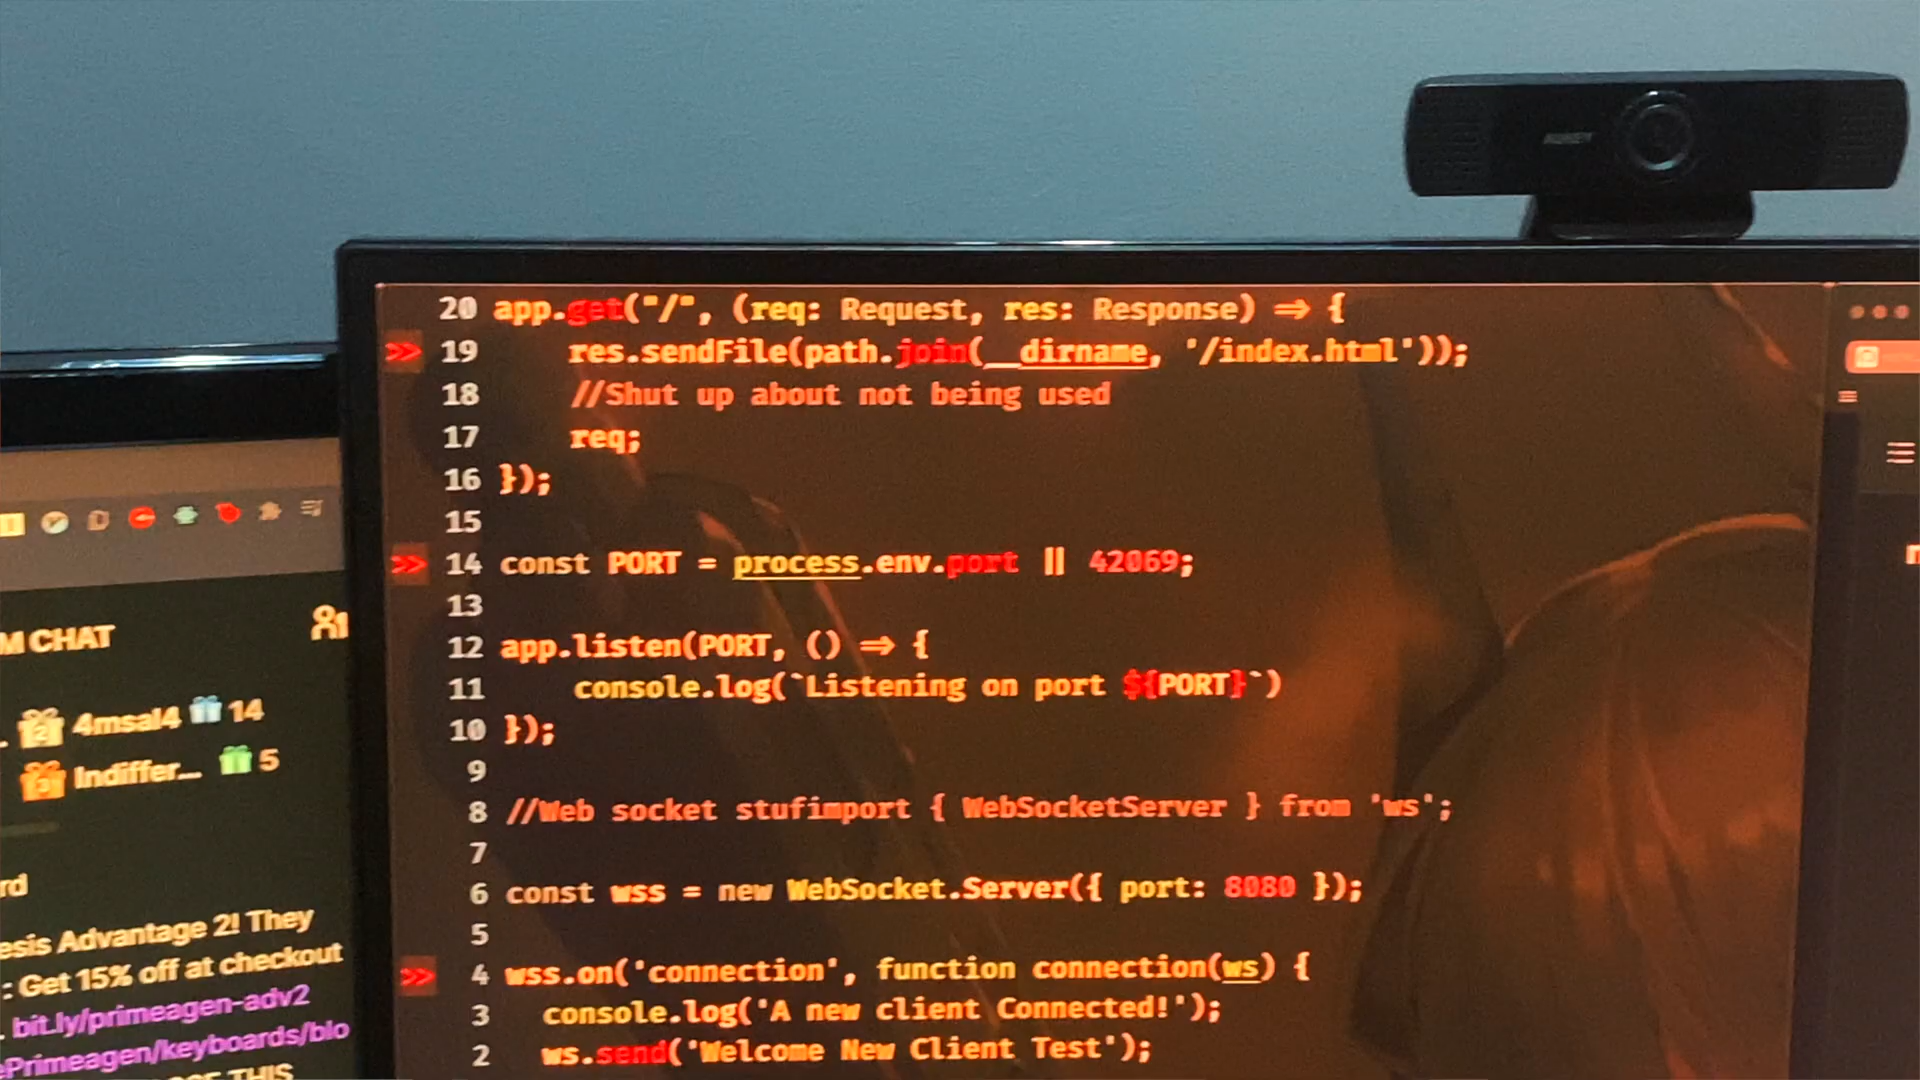 20 app.get("/", (req: Request, res: Response) => {
>> 19 res.sendFile(path.join(__dirname, '/index.html'));
18 //Shut up about not being used
17 req;
16 });
15
>> 14 const PORT = process.env.port || 42069;
13
12 app.listen(PORT, () => {
11 console.log(`Listening on port ${PORT}`)
10 });
9
8 //Web socket stufimport { WebSocketServer } from 'ws';
7
6 const wss = new WebSocket.Server({ port: 8080 });
5
>> 4 wss.on('connection', function connection(ws) {
3 console.log('A new client Connected!');
2 ws.send('Welcome New Client Test');
M CHAT
4msal4 14
Indiffer... 5
rd
esis Advantage 2! They
: Get 15% off at checkout
. bit.ly/primeagen-adv2
ePrimeagen/keyboards/blo
THIS